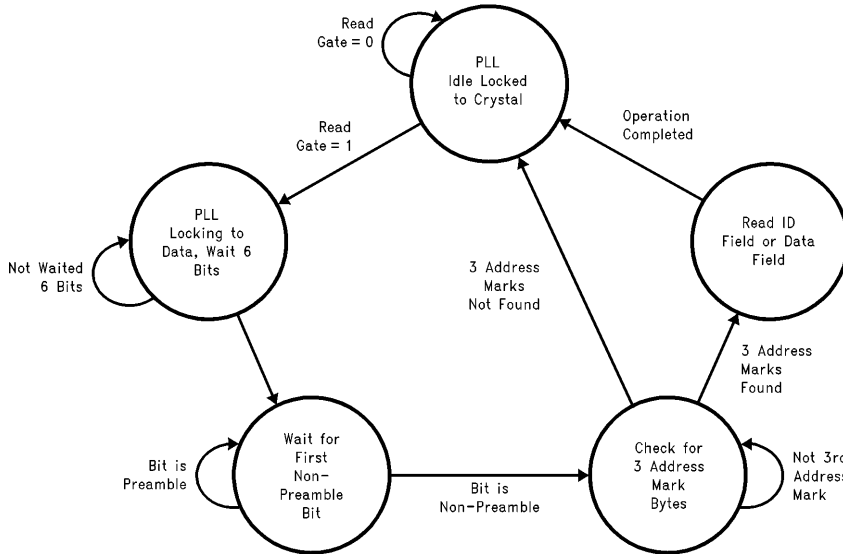 Read
Gate = 0
PLL
Idle Locked
to Crystal
Operation
Completed
Read
Gate = 1
PLL
Locking to
Data, Wait 6
Bits
Read ID
Field or Data
Field
Not Waited
6 Bits
3 Address
Marks
Not Found
3 Address
Marks
Found
Wait for
First
Non-
Preamble
Bit
Check for
3 Address
Mark
Bytes
Bit is
Preamble
Bit is
Non-Preamble
Not 3rd
Address
Mark